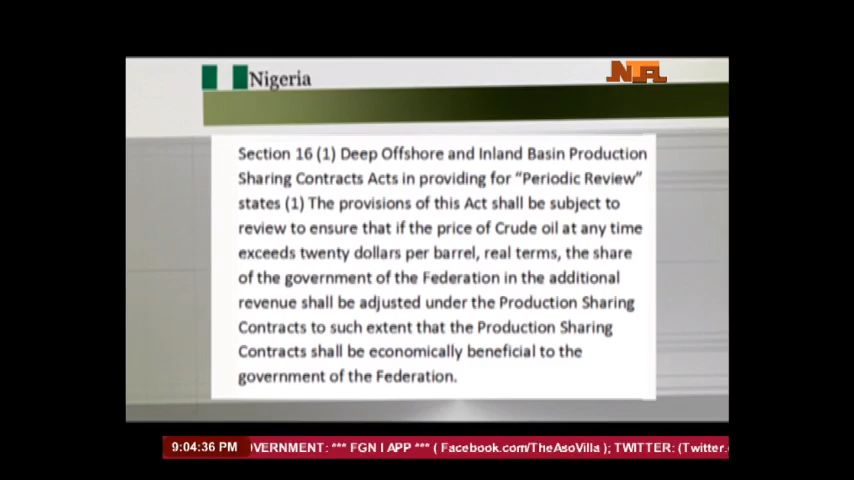 Nigeria
NTA
Section 16 (1) Deep Offshore and Inland Basin Production
Sharing Contracts Acts in providing for “Periodic Review”
states (1) The provisions of this Act shall be subject to
review to ensure that if the price of Crude oil at any time
exceeds twenty dollars per barrel, real terms, the share
of the government of the Federation in the additional
revenue shall be adjusted under the Production Sharing
Contracts to such extent that the Production Sharing
Contracts shall be economically beneficial to the
government of the Federation.
9:04:36 PM OVERNMENT: *** FGN I APP *** ( Facebook.com/TheAsoVilla ); TWITTER: (Twitter.